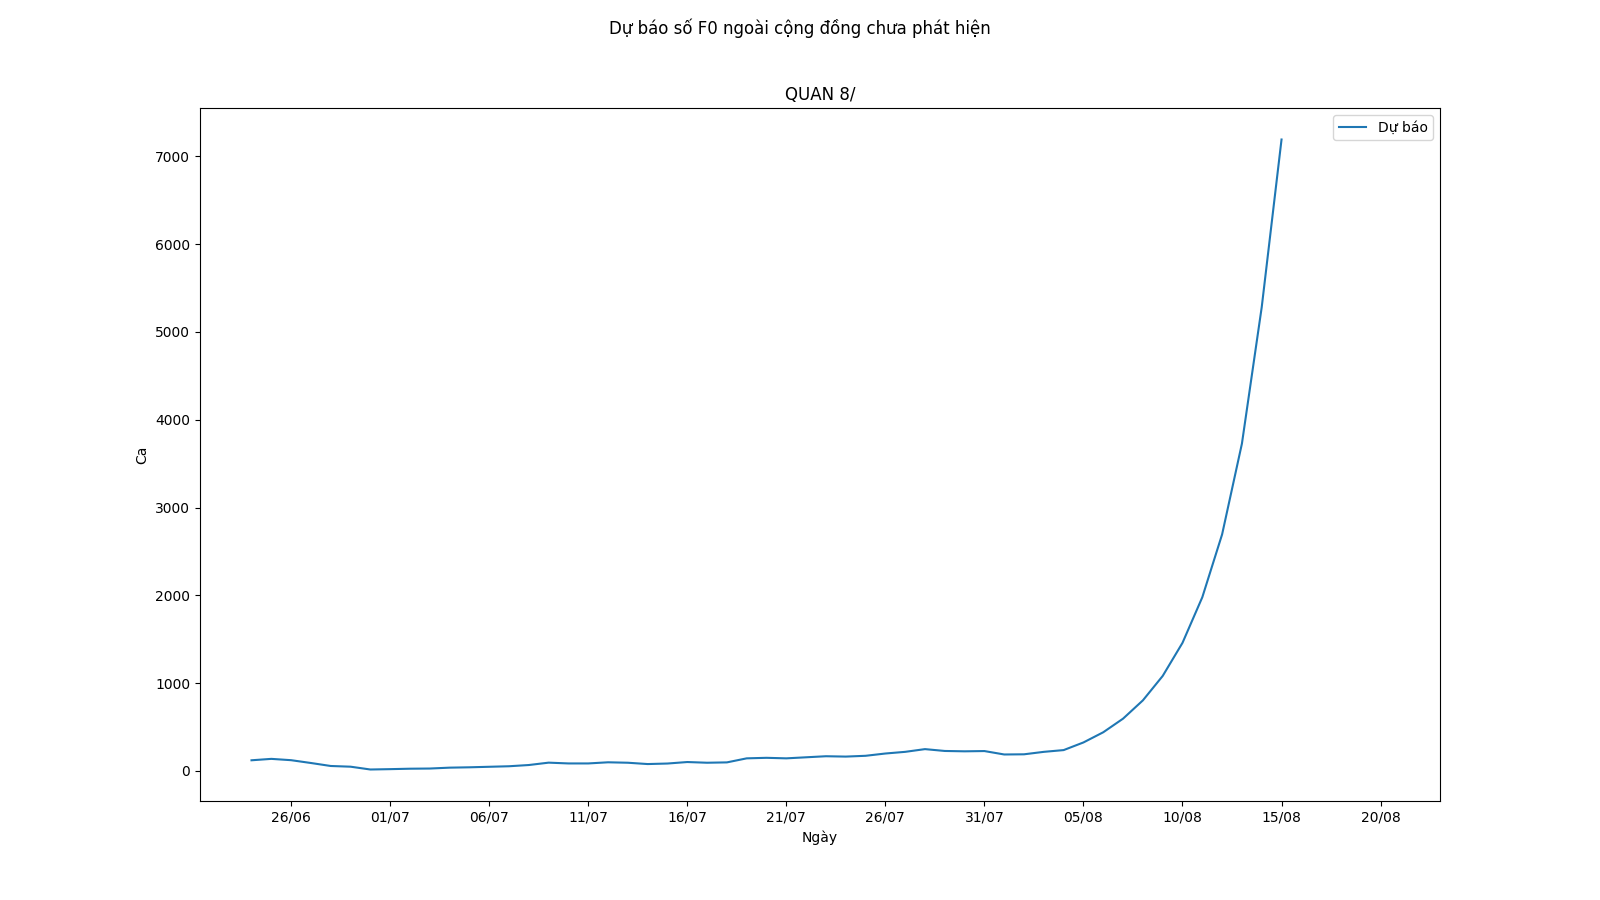 Dự báo số F0 ngoài cộng đồng chưa phát hiện
QUAN 8/
Dự báo
7000
6000
5000
4000
3000
2000
1000
0
Ca
26/06 01/07 06/07 11/07 16/07 21/07 26/07 31/07 05/08 10/08 15/08 20/08
Ngày